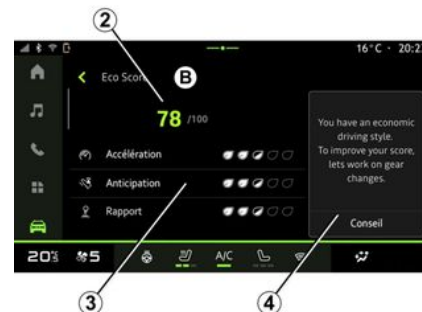 2
16°C · 20:2
Eco Scor
B
78 /100
Accélération
Anticipation
Rapport
You have an economic
driving style.
To improve your score,
lets work on gear
changes.
Conseil
20 5 A/C
3
4